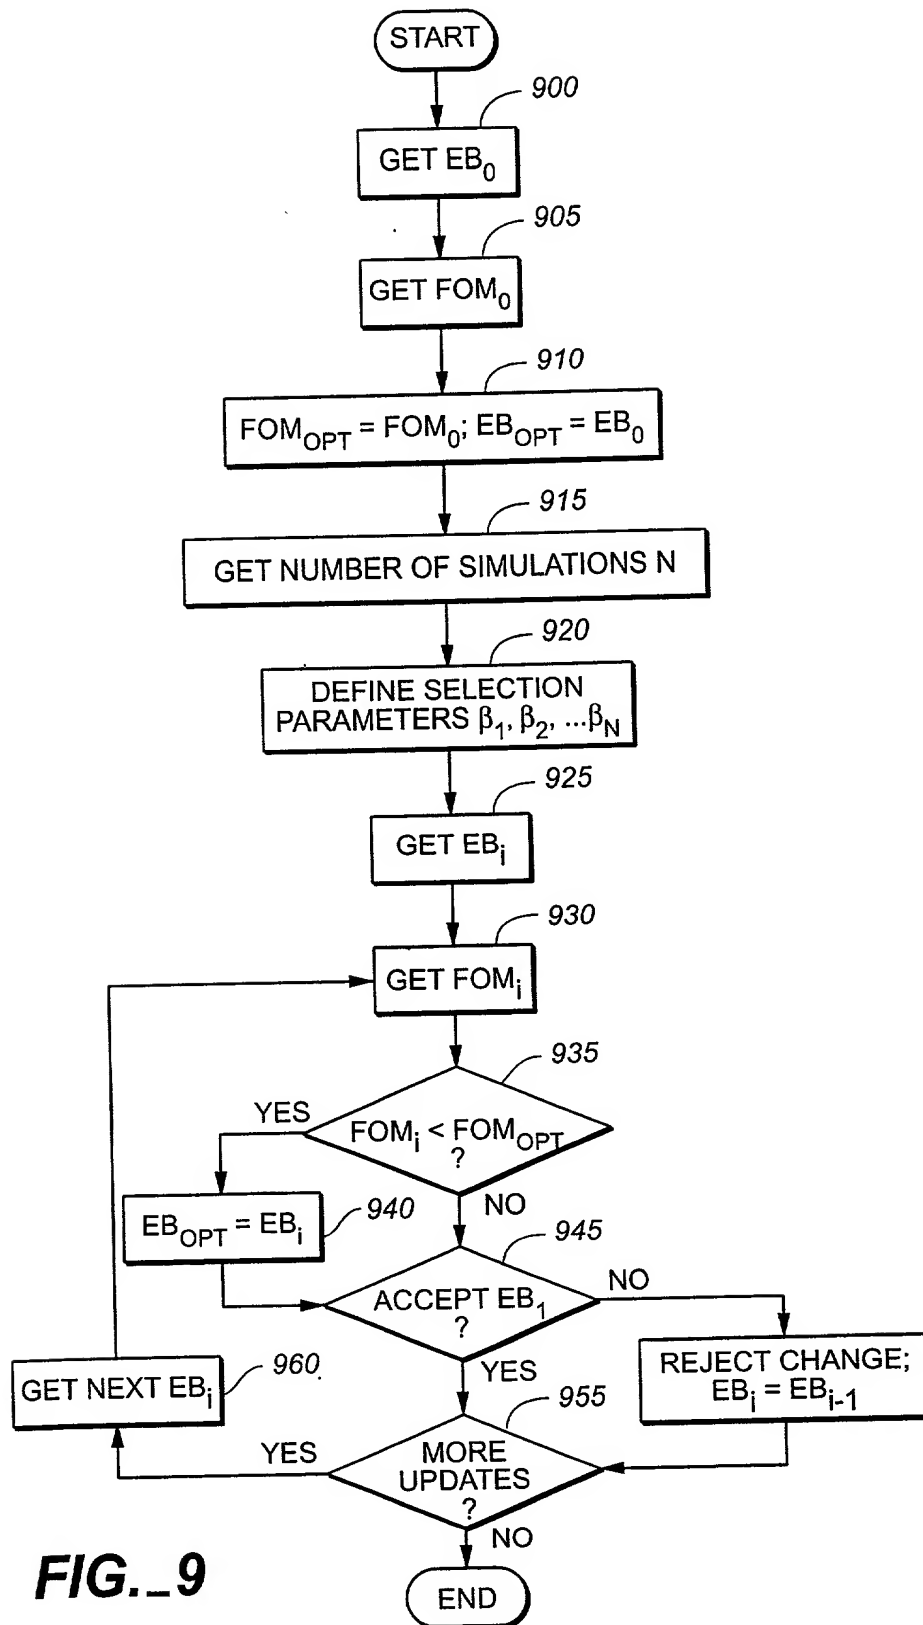 START
900
GET EB0
905
GET FOM0
910
FOMOPT = FOM0; EBOPT = EB0
915
GET NUMBER OF SIMULATIONS N
920
DEFINE SELECTION
PARAMETERS β1, β2, ...βN
925
GET EBi
930
GET FOMi
935
YES
FOMi < FOMOPT
?
NO
EBOPT = EBi
940
945
ACCEPT EB1
?
NO
YES
REJECT CHANGE;
EBi = EBi-1
GET NEXT EBi
960
955
YES
MORE
UPDATES
?
NO
END
FIG._9